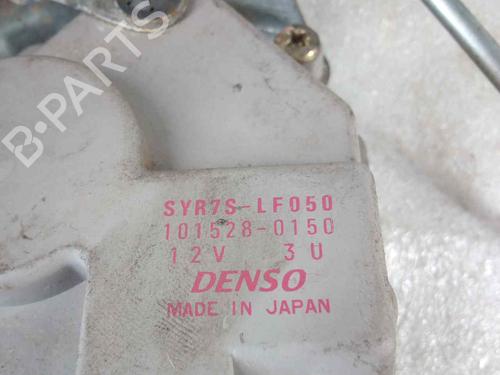 B-PARTS
SYR7S-LF050
101528-0150
12V 3U
DENSO
MADE IN JAPAN